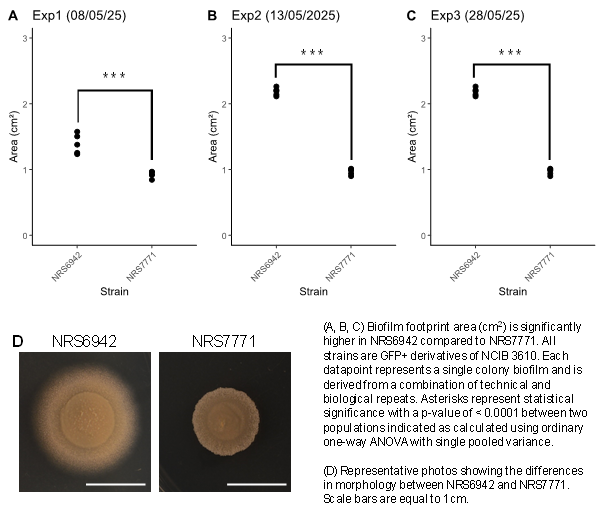 A Exp1 (08/05/25)
B Exp2 (13/05/2025)
C Exp3 (28/05/25)
3
2
1
0
Area (cm²)
***
NRS6942
NRS7771
Strain
3
2
1
0
Area (cm²)
***
NRS6942
NRS7771
Strain
3
2
1
0
Area (cm²)
***
NRS6942
NRS7771
Strain
D NRS6942 NRS7771
(A, B, C) Biofilm footprint area (cm²) is significantly
higher in NRS6942 compared to NRS7771. All
strains are GFP+ derivatives of NCIB 3610. Each
datapoint represents a single colony biofilm and is
derived from a combination of technical and
biological repeats. Asterisks represent statistical
significance with a p-value of < 0.0001 between two
populations indicated as calculated using ordinary
one-way ANOVA with single pooled variance.
(D) Representative photos showing the differences
in morphology between NRS6942 and NRS7771.
Scale bars are equal to 1cm.